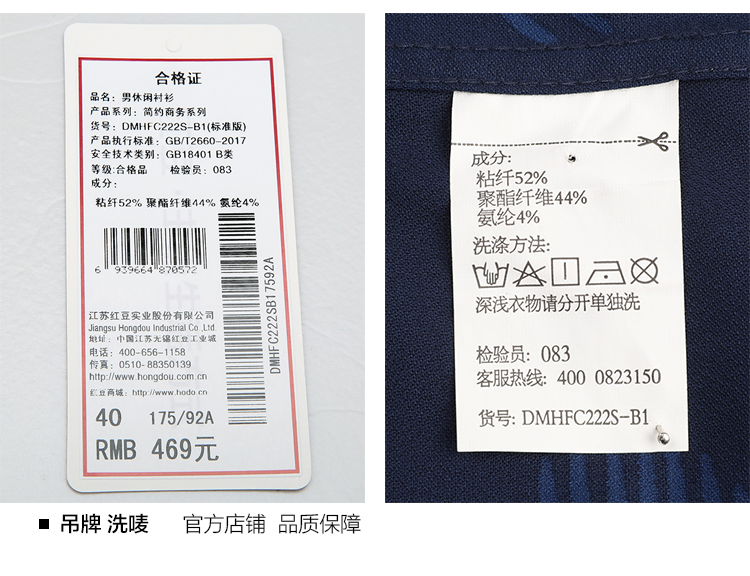 合格证
品名：男休闲衬衫
产品系列：简约商务系列
货号：DMHFC222S-B1(标准版)
产品执行标准：GB/T2660-2017
安全技术类别：GB18401 B类
等级:合格品 检验员：083
成分：
粘纤52% 聚酯纤维44% 氨纶4%
6 939664 870572
DMHFC222SB17592A
江苏红豆实业股份有限公司
Jiangsu Hongdou Industrial Co.,Ltd.
地址：中国江苏无锡红豆工业城
电话：400-656-1158
传真：0510-88350139
http://www.hongdou.com.cn
红豆商城：http://www.hodo.cn
40 175/92A
RMB 469元
成分:
粘纤52%
聚酯纤维44%
氨纶4%
洗涤方法:
深浅衣物请分开单独洗
检验员: 083
客服热线: 400 0823150
货号: DMHFC222S-B1
■ 吊牌 洗唛 官方店铺 品质保障